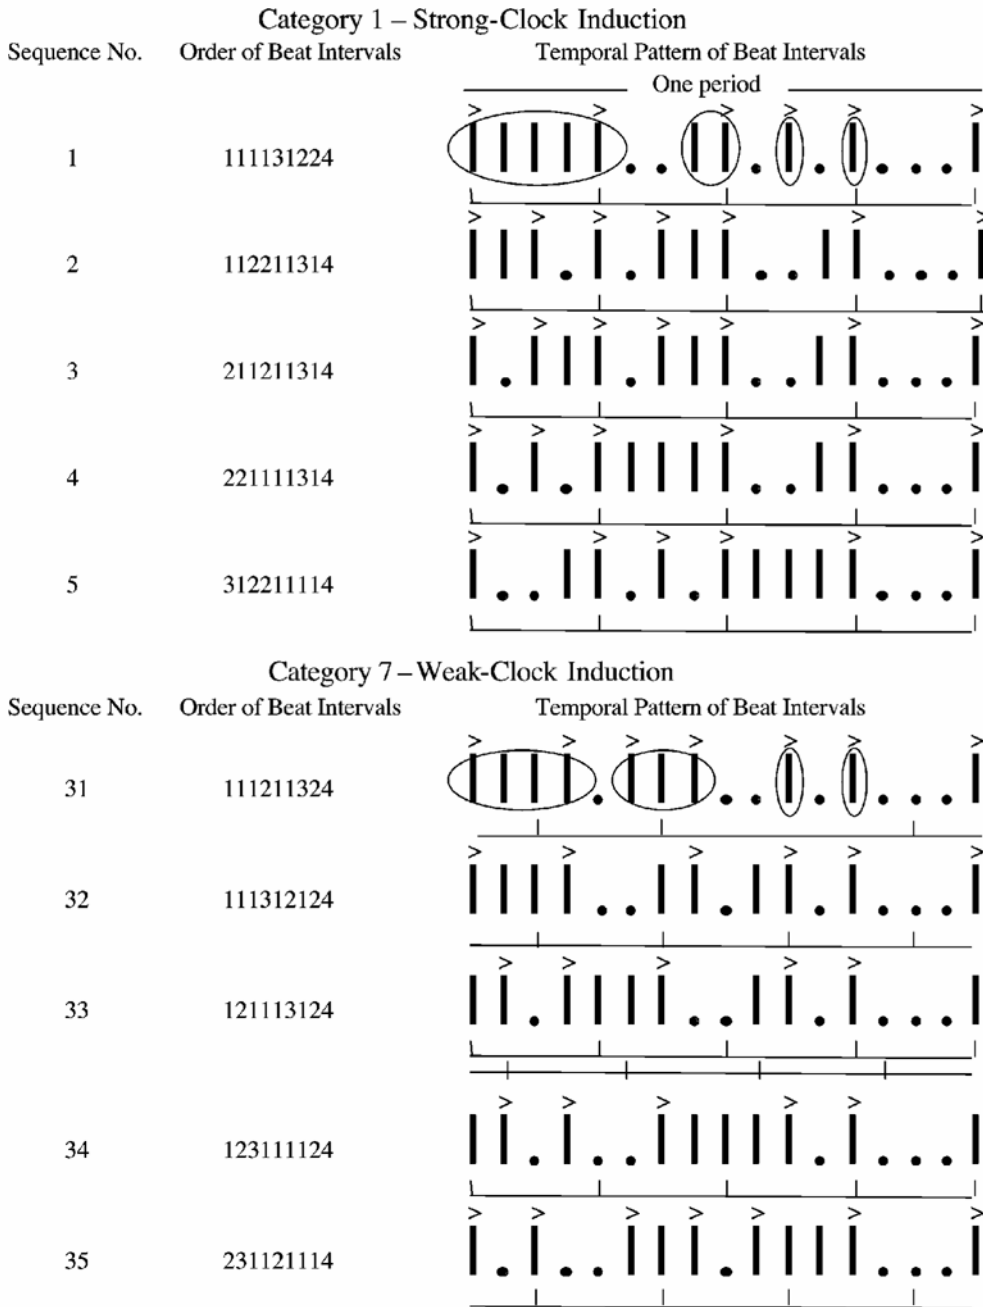 Category 1 – Strong-Clock Induction
Sequence No. Order of Beat Intervals Temporal Pattern of Beat Intervals
One period
1 111131224
2 112211314
3 211211314
4 221111314
5 312211114
Category 7 – Weak-Clock Induction
Sequence No. Order of Beat Intervals Temporal Pattern of Beat Intervals
31 111211324
32 111312124
33 121113124
34 123111124
35 231121114